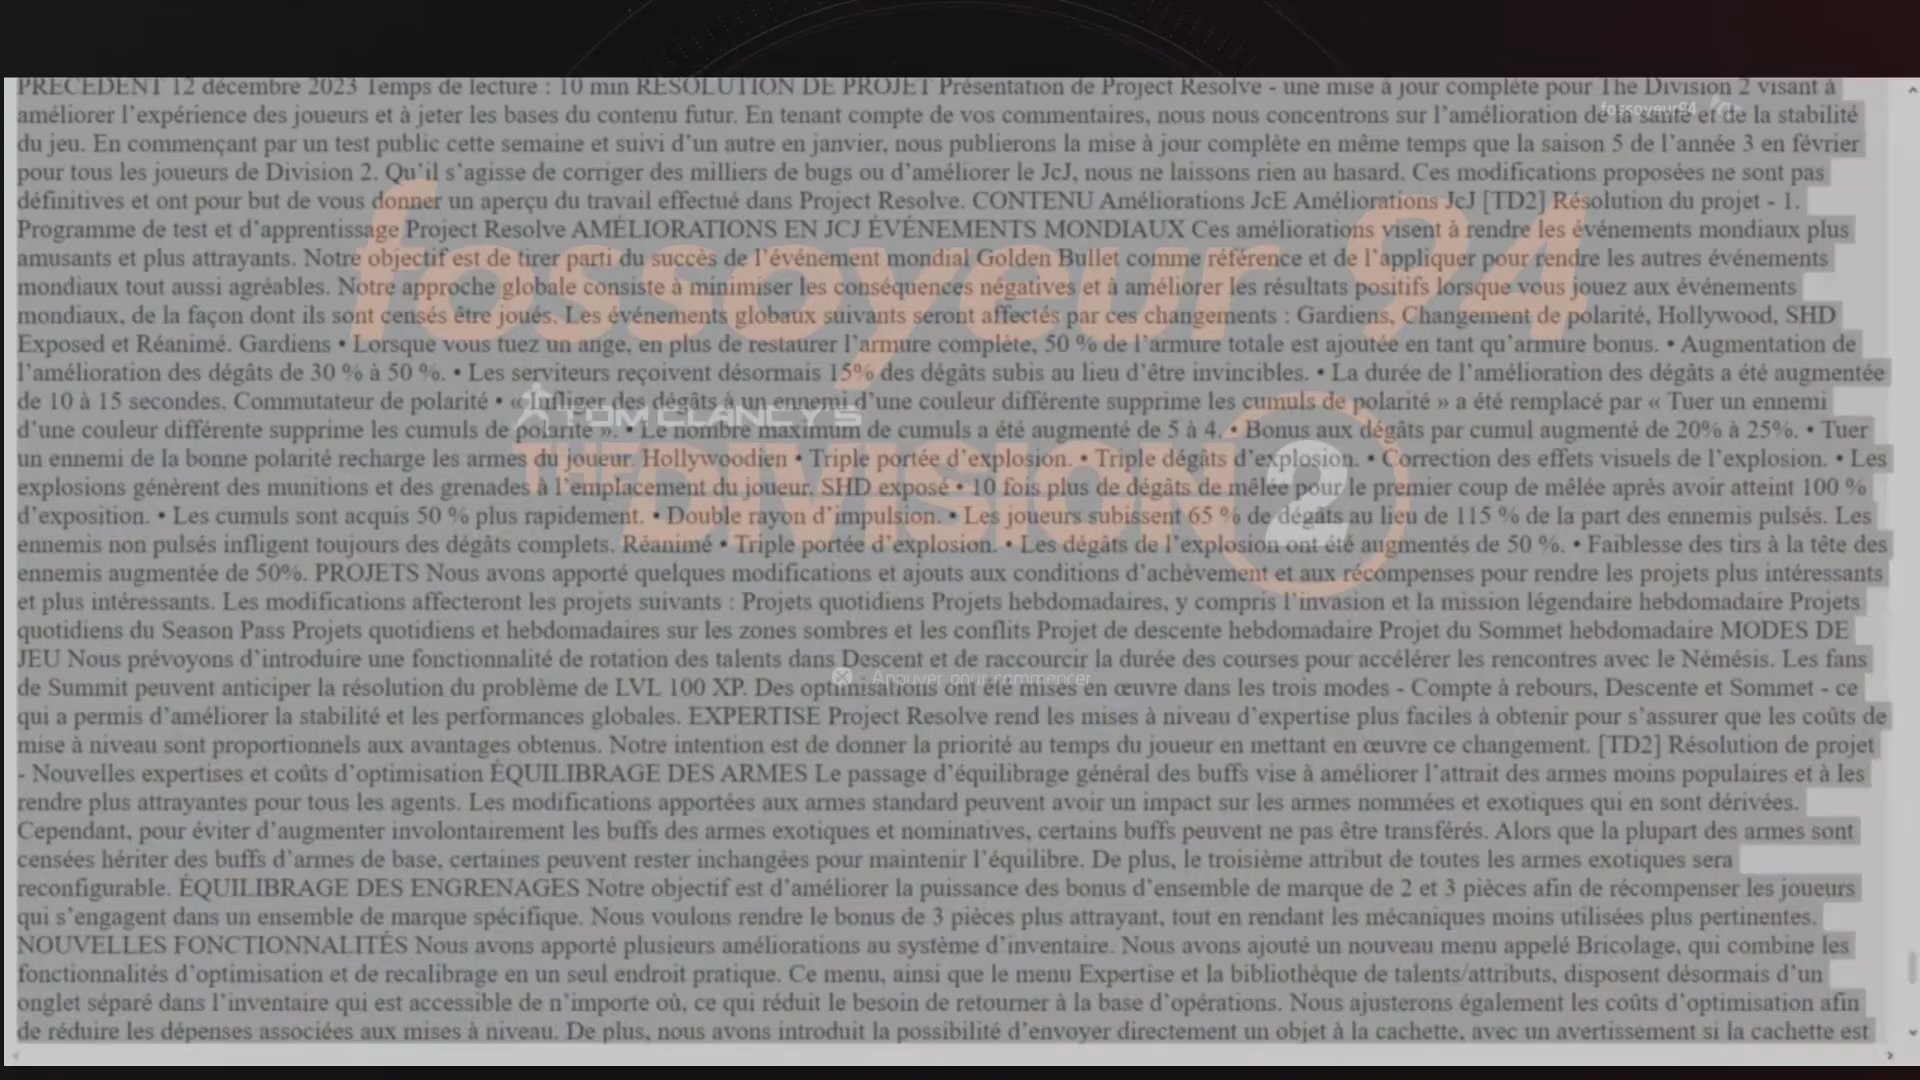 PRÉCÉDENT 12 décembre 2023 Temps de lecture : 10 min RÉSOLUTION DE PROJET Présentation de Project Resolve - une mise à jour complète pour The Division 2 visant à
améliorer l’expérience des joueurs et à jeter les bases du contenu futur. En tenant compte de vos commentaires, nous nous concentrons sur l’amélioration de la santé et de la stabilité
du jeu. En commençant par un test public cette semaine et suivi d’un autre en janvier, nous publierons la mise à jour complète en même temps que la saison 5 de l’année 3 en février
pour tous les joueurs de Division 2. Qu’il s’agisse de corriger des milliers de bugs ou d’améliorer le JcJ, nous ne laissons rien au hasard. Ces modifications proposées ne sont pas
définitives et ont pour but de vous donner un aperçu du travail effectué dans Project Resolve. CONTENU Améliorations JcE Améliorations JcJ [TD2] Résolution du projet - 1.
Programme de test et d’apprentissage Project Resolve AMÉLIORATIONS EN JCJ ÉVÉNEMENTS MONDIAUX Ces améliorations visent à rendre les événements mondiaux plus
amusants et plus attrayants. Notre objectif est de tirer parti du succès de l’événement mondial Golden Bullet comme référence et de l’appliquer pour rendre les autres événements
mondiaux tout aussi agréables. Notre approche globale consiste à minimiser les conséquences négatives et à améliorer les résultats positifs lorsque vous jouez aux événements
mondiaux, de la façon dont ils sont censés être joués. Les événements globaux suivants seront affectés par ces changements : Gardiens, Changement de polarité, Hollywood, SHD
Exposed et Réanimé. Gardiens • Lorsque vous tuez un ange, en plus de restaurer l’armure complète, 50 % de l’armure totale est ajoutée en tant qu’armure bonus. • Augmentation de
l’amélioration des dégâts de 30 % à 50 %. • Les serviteurs reçoivent désormais 15% des dégâts subis au lieu d’être invincibles. • La durée de l’amélioration des dégâts a été augmentée
de 10 à 15 secondes. Commutateur de polarité • « Infliger des dégâts à un ennemi d’une couleur différente supprime les cumuls de polarité » a été remplacé par « Tuer un ennemi
d’une couleur différente supprime les cumuls de polarité ». • Le nombre maximum de cumuls a été augmenté de 5 à 4. • Bonus aux dégâts par cumul augmenté de 20% à 25%. • Tuer
un ennemi de la bonne polarité recharge les armes du joueur. Hollywoodien • Triple portée d’explosion. • Triple dégâts d’explosion. • Correction des effets visuels de l’explosion. • Les
explosions génèrent des munitions et des grenades à l’emplacement du joueur. SHD exposé • 10 fois plus de dégâts de mêlée pour le premier coup de mêlée après avoir atteint 100 %
d’exposition. • Les cumuls sont acquis 50 % plus rapidement. • Double rayon d’impulsion. • Les joueurs subissent 65 % de dégâts au lieu de 115 % de la part des ennemis pulsés. Les
ennemis non pulsés infligent toujours des dégâts complets. Réanimé • Triple portée d’explosion. • Les dégâts de l’explosion ont été augmentés de 50 %. • Faiblesse des tirs à la tête des
ennemis augmentée de 50%. PROJETS Nous avons apporté quelques modifications et ajouts aux conditions d’achèvement et aux récompenses pour rendre les projets plus intéressants
et plus intéressants. Les modifications affecteront les projets suivants : Projets quotidiens Projets hebdomadaires, y compris l’invasion et la mission légendaire hebdomadaire Projets
quotidiens du Season Pass Projets quotidiens et hebdomadaires sur les zones sombres et les conflits Projet de descente hebdomadaire Projet du Sommet hebdomadaire MODES DE
JEU Nous prévoyons d’introduire une fonctionnalité de rotation des talents dans Descent et de raccourcir la durée des courses pour accélérer les rencontres avec le Némésis. Les fans
de Summit peuvent anticiper la résolution du problème de LVL 100 XP. Des optimisations ont été mises en œuvre dans les trois modes - Compte à rebours, Descente et Sommet - ce
qui a permis d’améliorer la stabilité et les performances globales. EXPERTISE Project Resolve rend les mises à niveau d’expertise plus faciles à obtenir pour s’assurer que les coûts de
mise à niveau sont proportionnels aux avantages obtenus. Notre intention est de donner la priorité au temps du joueur en mettant en œuvre ce changement. [TD2] Résolution de projet
- Nouvelles expertises et coûts d’optimisation ÉQUILIBRAGE DES ARMES Le passage d’équilibrage général des buffs vise à améliorer l’attrait des armes moins populaires et à les
rendre plus attrayantes pour tous les agents. Les modifications apportées aux armes standard peuvent avoir un impact sur les armes nommées et exotiques qui en sont dérivées.
Cependant, pour éviter d’augmenter involontairement les buffs des armes exotiques et nominatives, certains buffs peuvent ne pas être transférés. Alors que la plupart des armes sont
censées hériter des buffs d’armes de base, certaines peuvent rester inchangées pour maintenir l’équilibre. De plus, le troisième attribut de toutes les armes exotiques sera
reconfigurable. ÉQUILIBRAGE DES ENGRENAGES Notre objectif est d’améliorer la puissance des bonus d’ensemble de marque de 2 et 3 pièces afin de récompenser les joueurs
qui s’engagent dans un ensemble de marque spécifique. Nous voulons rendre le bonus de 3 pièces plus attrayant, tout en rendant les mécaniques moins utilisées plus pertinentes.
NOUVELLES FONCTIONNALITÉS Nous avons apporté plusieurs améliorations au système d’inventaire. Nous avons ajouté un nouveau menu appelé Bricolage, qui combine les
fonctionnalités d’optimisation et de recalibrage en un seul endroit pratique. Ce menu, ainsi que le menu Expertise et la bibliothèque de talents/attributs, disposent désormais d’un
onglet séparé dans l’inventaire qui est accessible de n’importe où, ce qui réduit le besoin de retourner à la base d’opérations. Nous ajusterons également les coûts d’optimisation afin
de réduire les dépenses associées aux mises à niveau. De plus, nous avons introduit la possibilité d’envoyer directement un objet à la cachette, avec un avertissement si la cachette est
fossoyeur94
fossoyeur 94
TOM CLANCY'S
THE DIVISION 2
Appuyer pour commencer